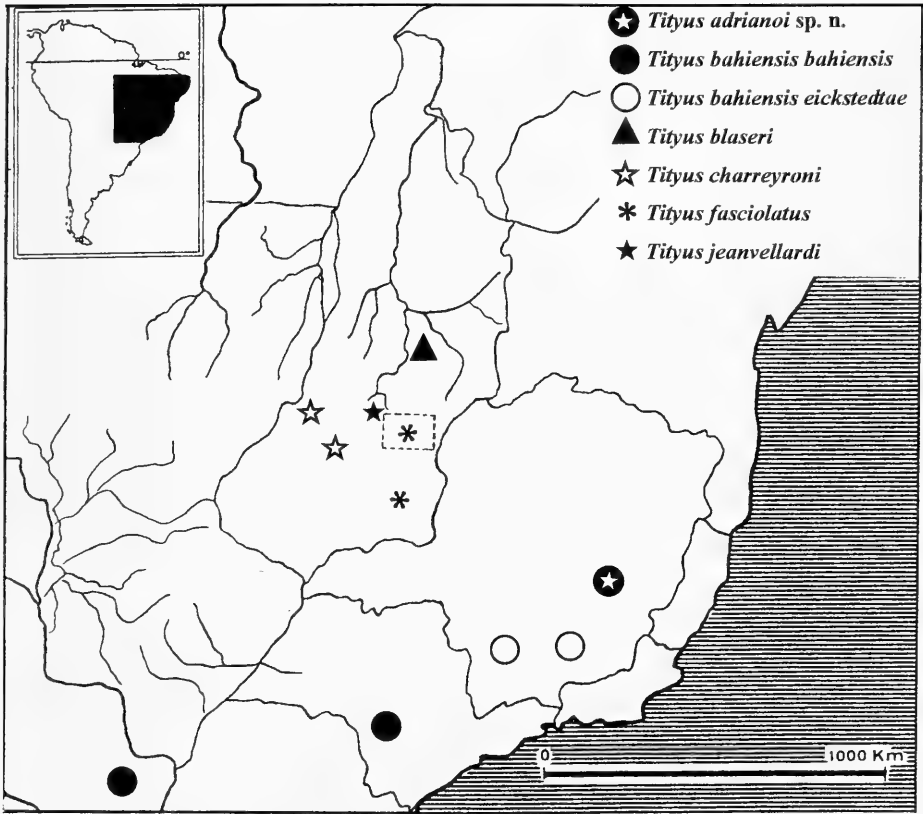 0°
Tityus adrianoi sp. n.
Tityus bahiensis bahiensis
Tityus bahiensis eickstedtae
Tityus blaseri
Tityus charreyroni
Tityus fasciolatus
Tityus jeanvellardi
0 1000 Km